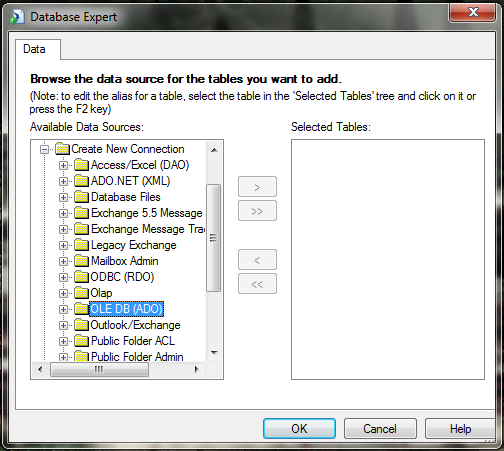 Database Expert
Data
Browse the data source for the tables you want to add.
(Note: to edit the alias for a table, select the table in the 'Selected Tables' tree and click on it or
press the F2 key)
Available Data Sources:
Selected Tables:
Create New Connection
Access/Excel (DAO)
ADO.NET (XML)
Database Files
Exchange 5.5 Message
Exchange Message Trac
Legacy Exchange
Mailbox Admin
ODBC (RDO)
Olap
OLE DB (ADO)
Outlook/Exchange
Public Folder ACL
Public Folder Admin
>
>>
<
<<
OK
Cancel
Help